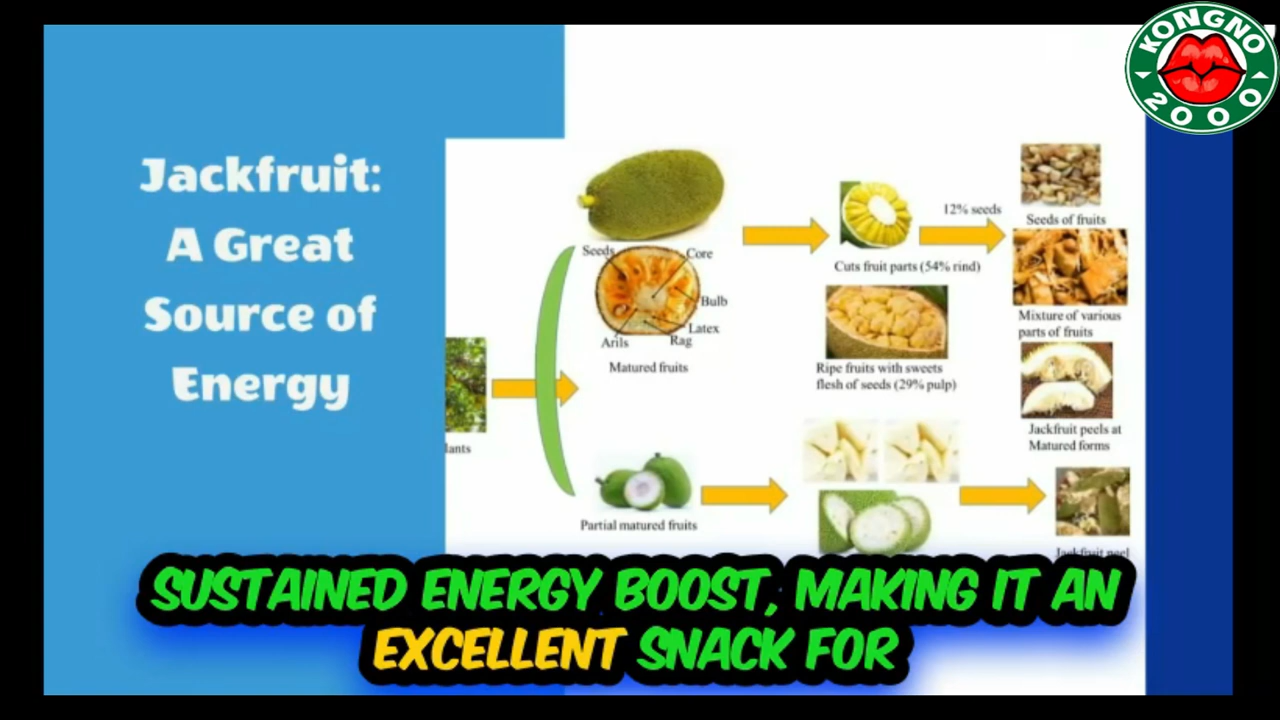 KONGNO
2000
Jackfruit:
A Great
Source of
Energy
12% seeds
Seeds of fruits
Cuts fruit parts (54% rind)
Seeds
Core
Bulb
Latex
Rag
Arils
Matured fruits
Mixture of various
parts of fruits
Ripe fruits with sweets
flesh of seeds (29% pulp)
Jackfruit peels at
Matured forms
lants
Partial matured fruits
Jackfruit peel
SUSTAINED ENERGY BOOST, MAKING IT AN
EXCELLENT SNACK FOR